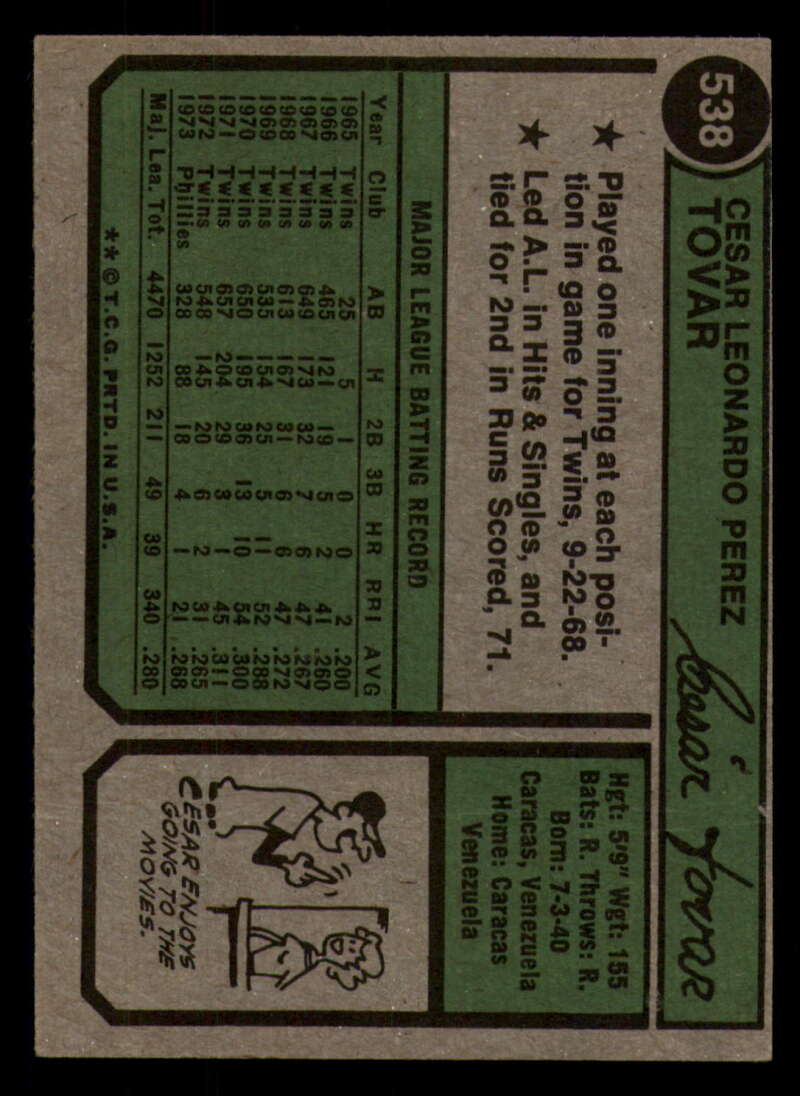 538
CESAR LEONARDO PEREZ
TOVAR
Cesar Tovar
★ Played one inning at each posi-
tion in game for Twins, 9-22-68.
★ Led A.L. in Hits & Singles, and
tied for 2nd in Runs Scored, 71.
MAJOR LEAGUE BATTING RECORD
Year Club AB H 2B 3B HR RBI AVG
1965 Twins 25 5 1 0 0 2 .200
1966 Twins 465 121 19 5 2 41 .260
1967 Twins 649 173 32 7 6 47 .267
1968 Twins 613 167 31 6 6 47 .272
1969 Twins 535 154 25 5 11 52 .288
1970 Twins 650 195 36 13 10 54 .300
1971 Twins 657 204 29 3 1 45 .311
1972 Twins 548 145 20 6 2 31 .265
1973 Phillies 328 88 18 4 1 21 .268
Maj. Lea. Tot. 4470 1252 211 49 39 340 .280
**© T.C.G. PRTD. IN U.S.A.
Hgt: 5'9" Wgt: 155
Bats: R. Throws: R.
Born: 7-3-40
Caracas, Venezuela
Home: Caracas
Venezuela
CESAR ENJOYS
GOING TO THE
MOVIES.